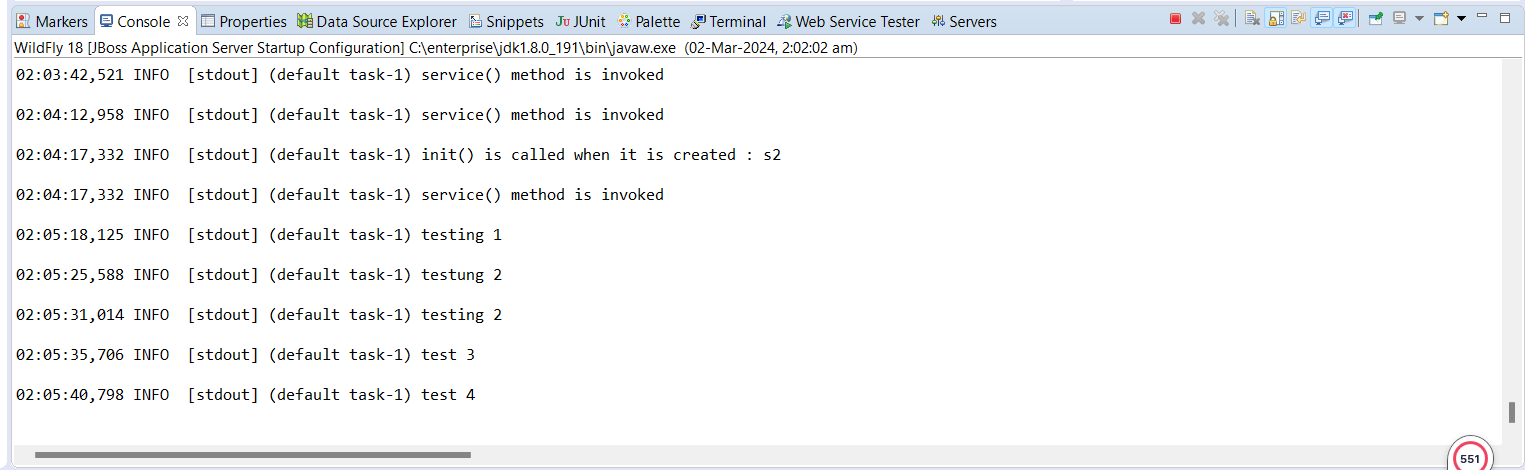 Markers Console Properties Data Source Explorer Snippets Ju JUnit Palette Terminal Web Service Tester Servers
WildFly 18 [JBoss Application Server Startup Configuration] C:\enterprise\jdk1.8.0_191\bin\javaw.exe (02-Mar-2024, 2:02:02 am)
02:03:42,521 INFO [stdout] (default task-1) service() method is invoked
02:04:12,958 INFO [stdout] (default task-1) service() method is invoked
02:04:17,332 INFO [stdout] (default task-1) init() is called when it is created : s2
02:04:17,332 INFO [stdout] (default task-1) service() method is invoked
02:05:18,125 INFO [stdout] (default task-1) testing 1
02:05:25,588 INFO [stdout] (default task-1) testung 2
02:05:31,014 INFO [stdout] (default task-1) testing 2
02:05:35,706 INFO [stdout] (default task-1) test 3
02:05:40,798 INFO [stdout] (default task-1) test 4
551